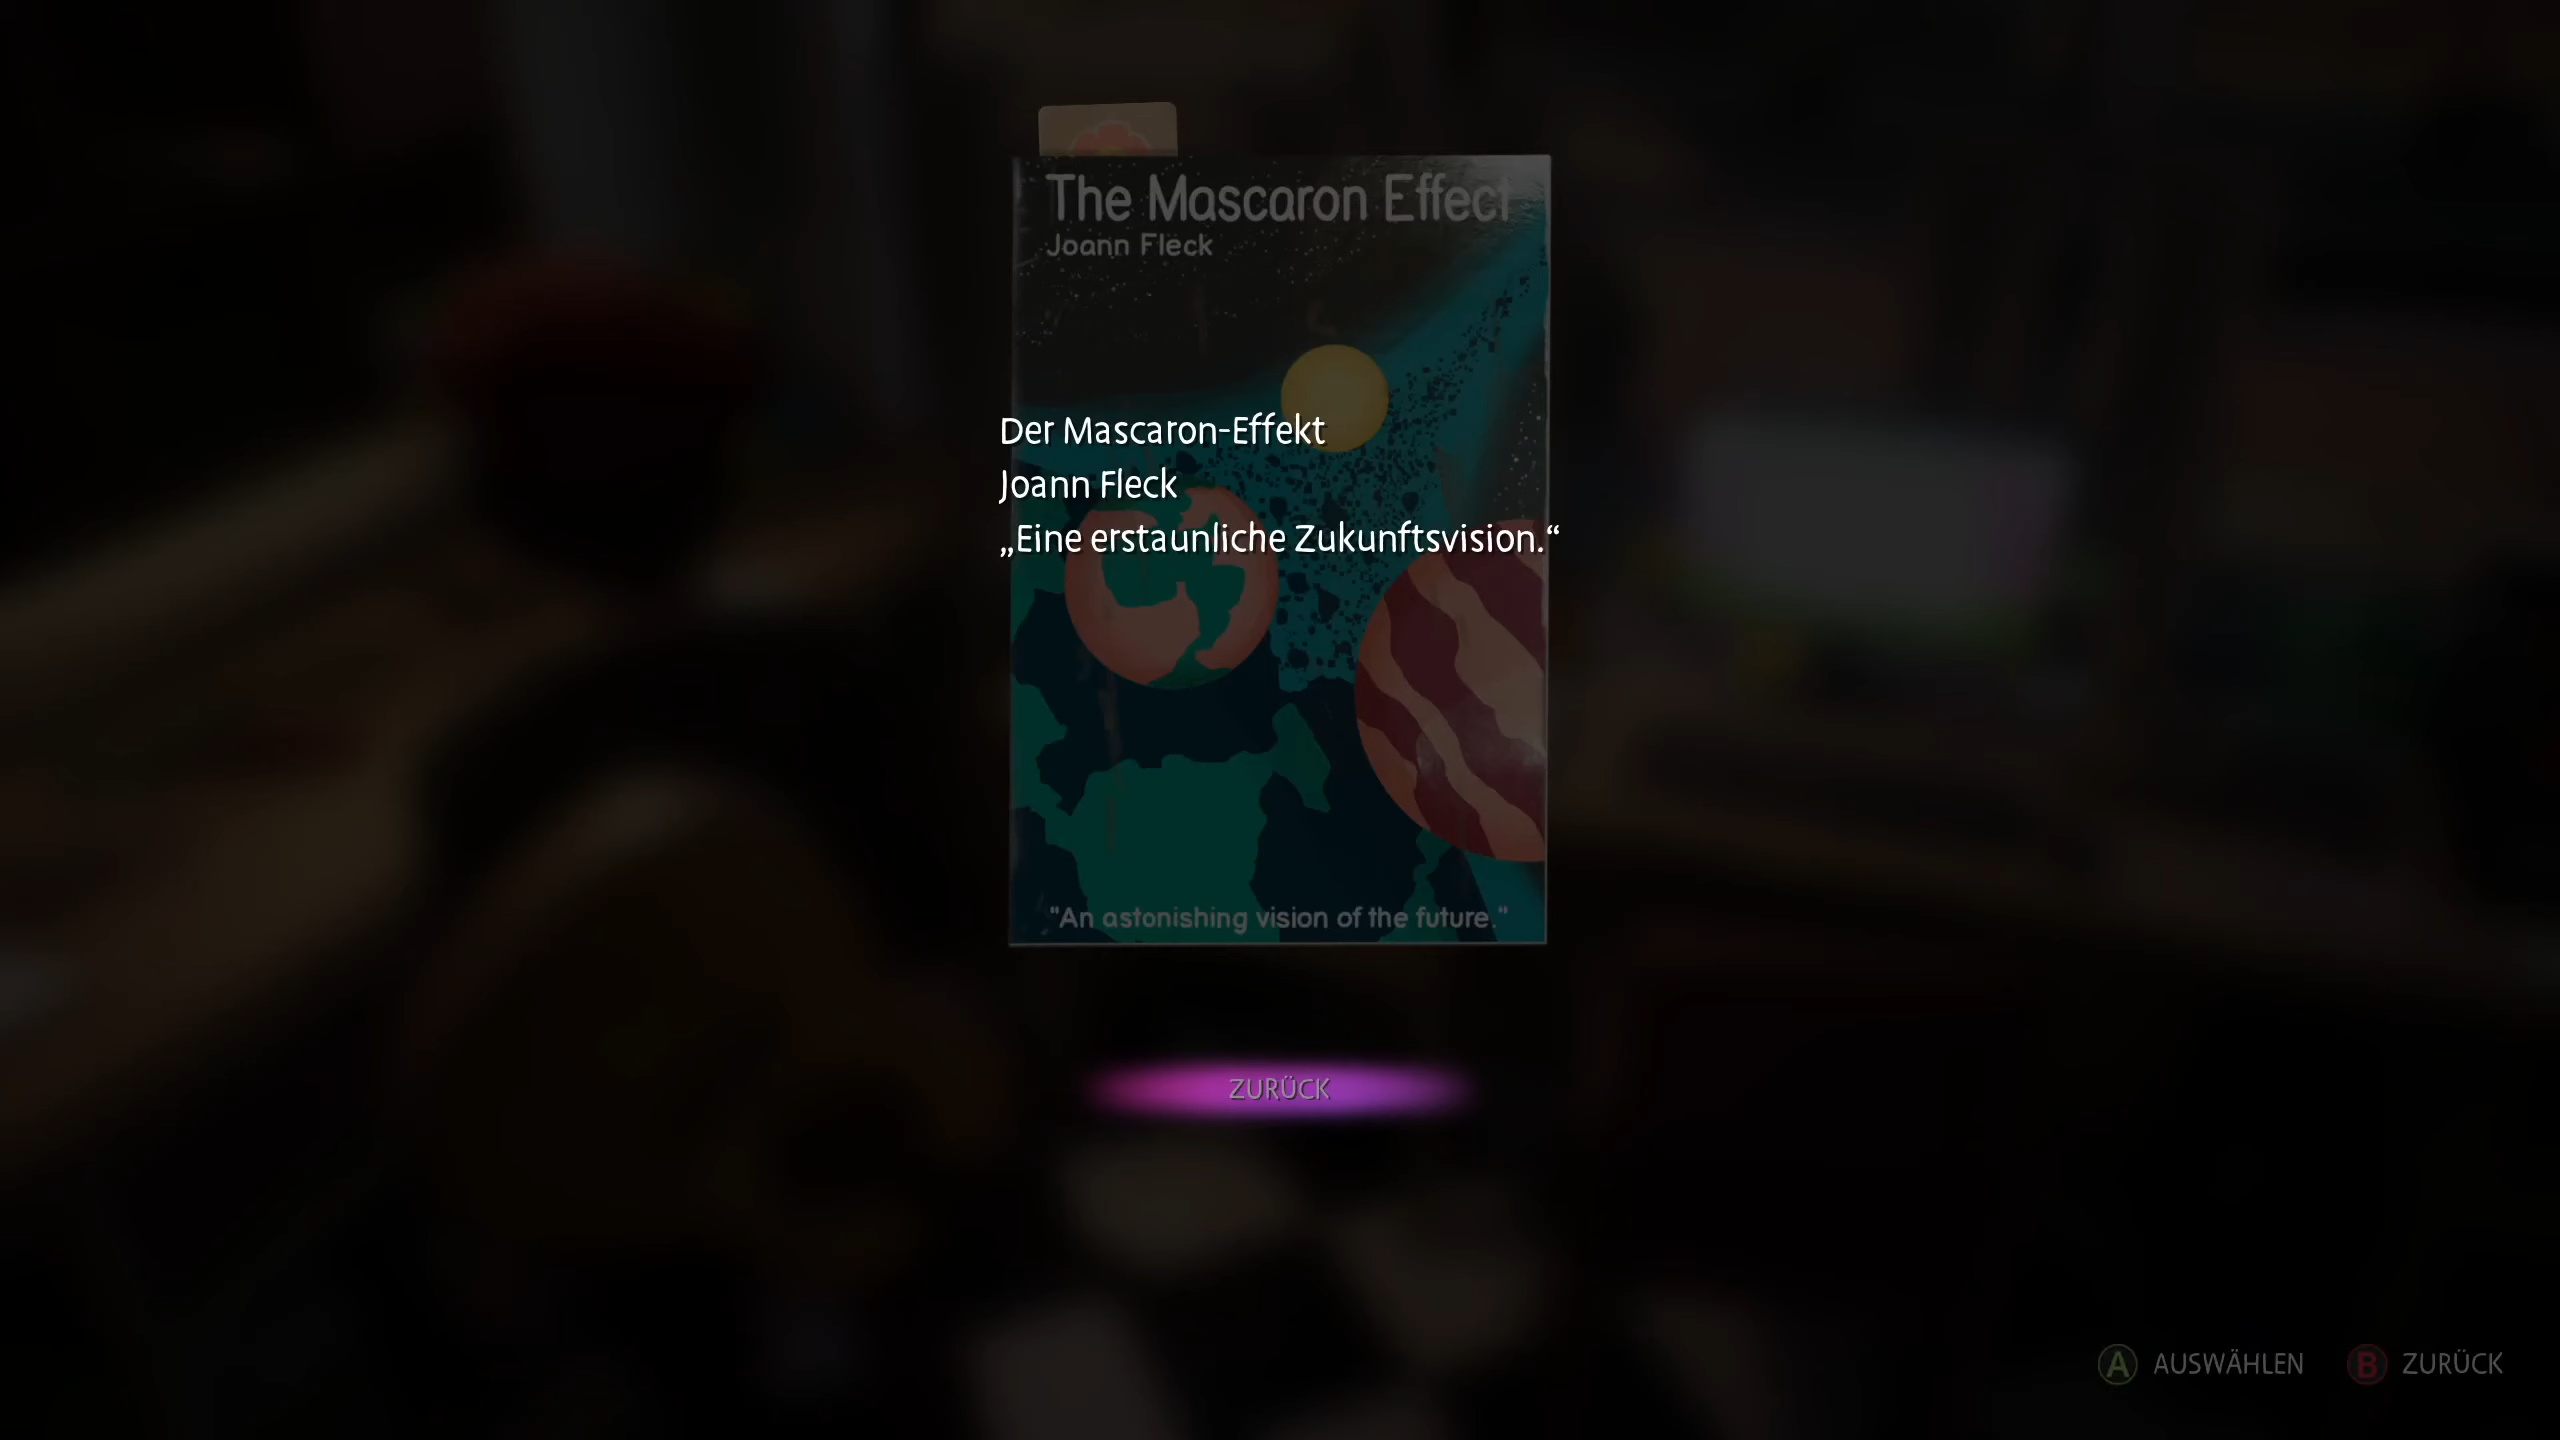 The Mascaron Effect
Joann Fleck
Der Mascaron-Effekt
Joann Fleck
„Eine erstaunliche Zukunftsvision.“
"An astonishing vision of the future."
ZURÜCK
A AUSWÄHLEN B ZURÜCK